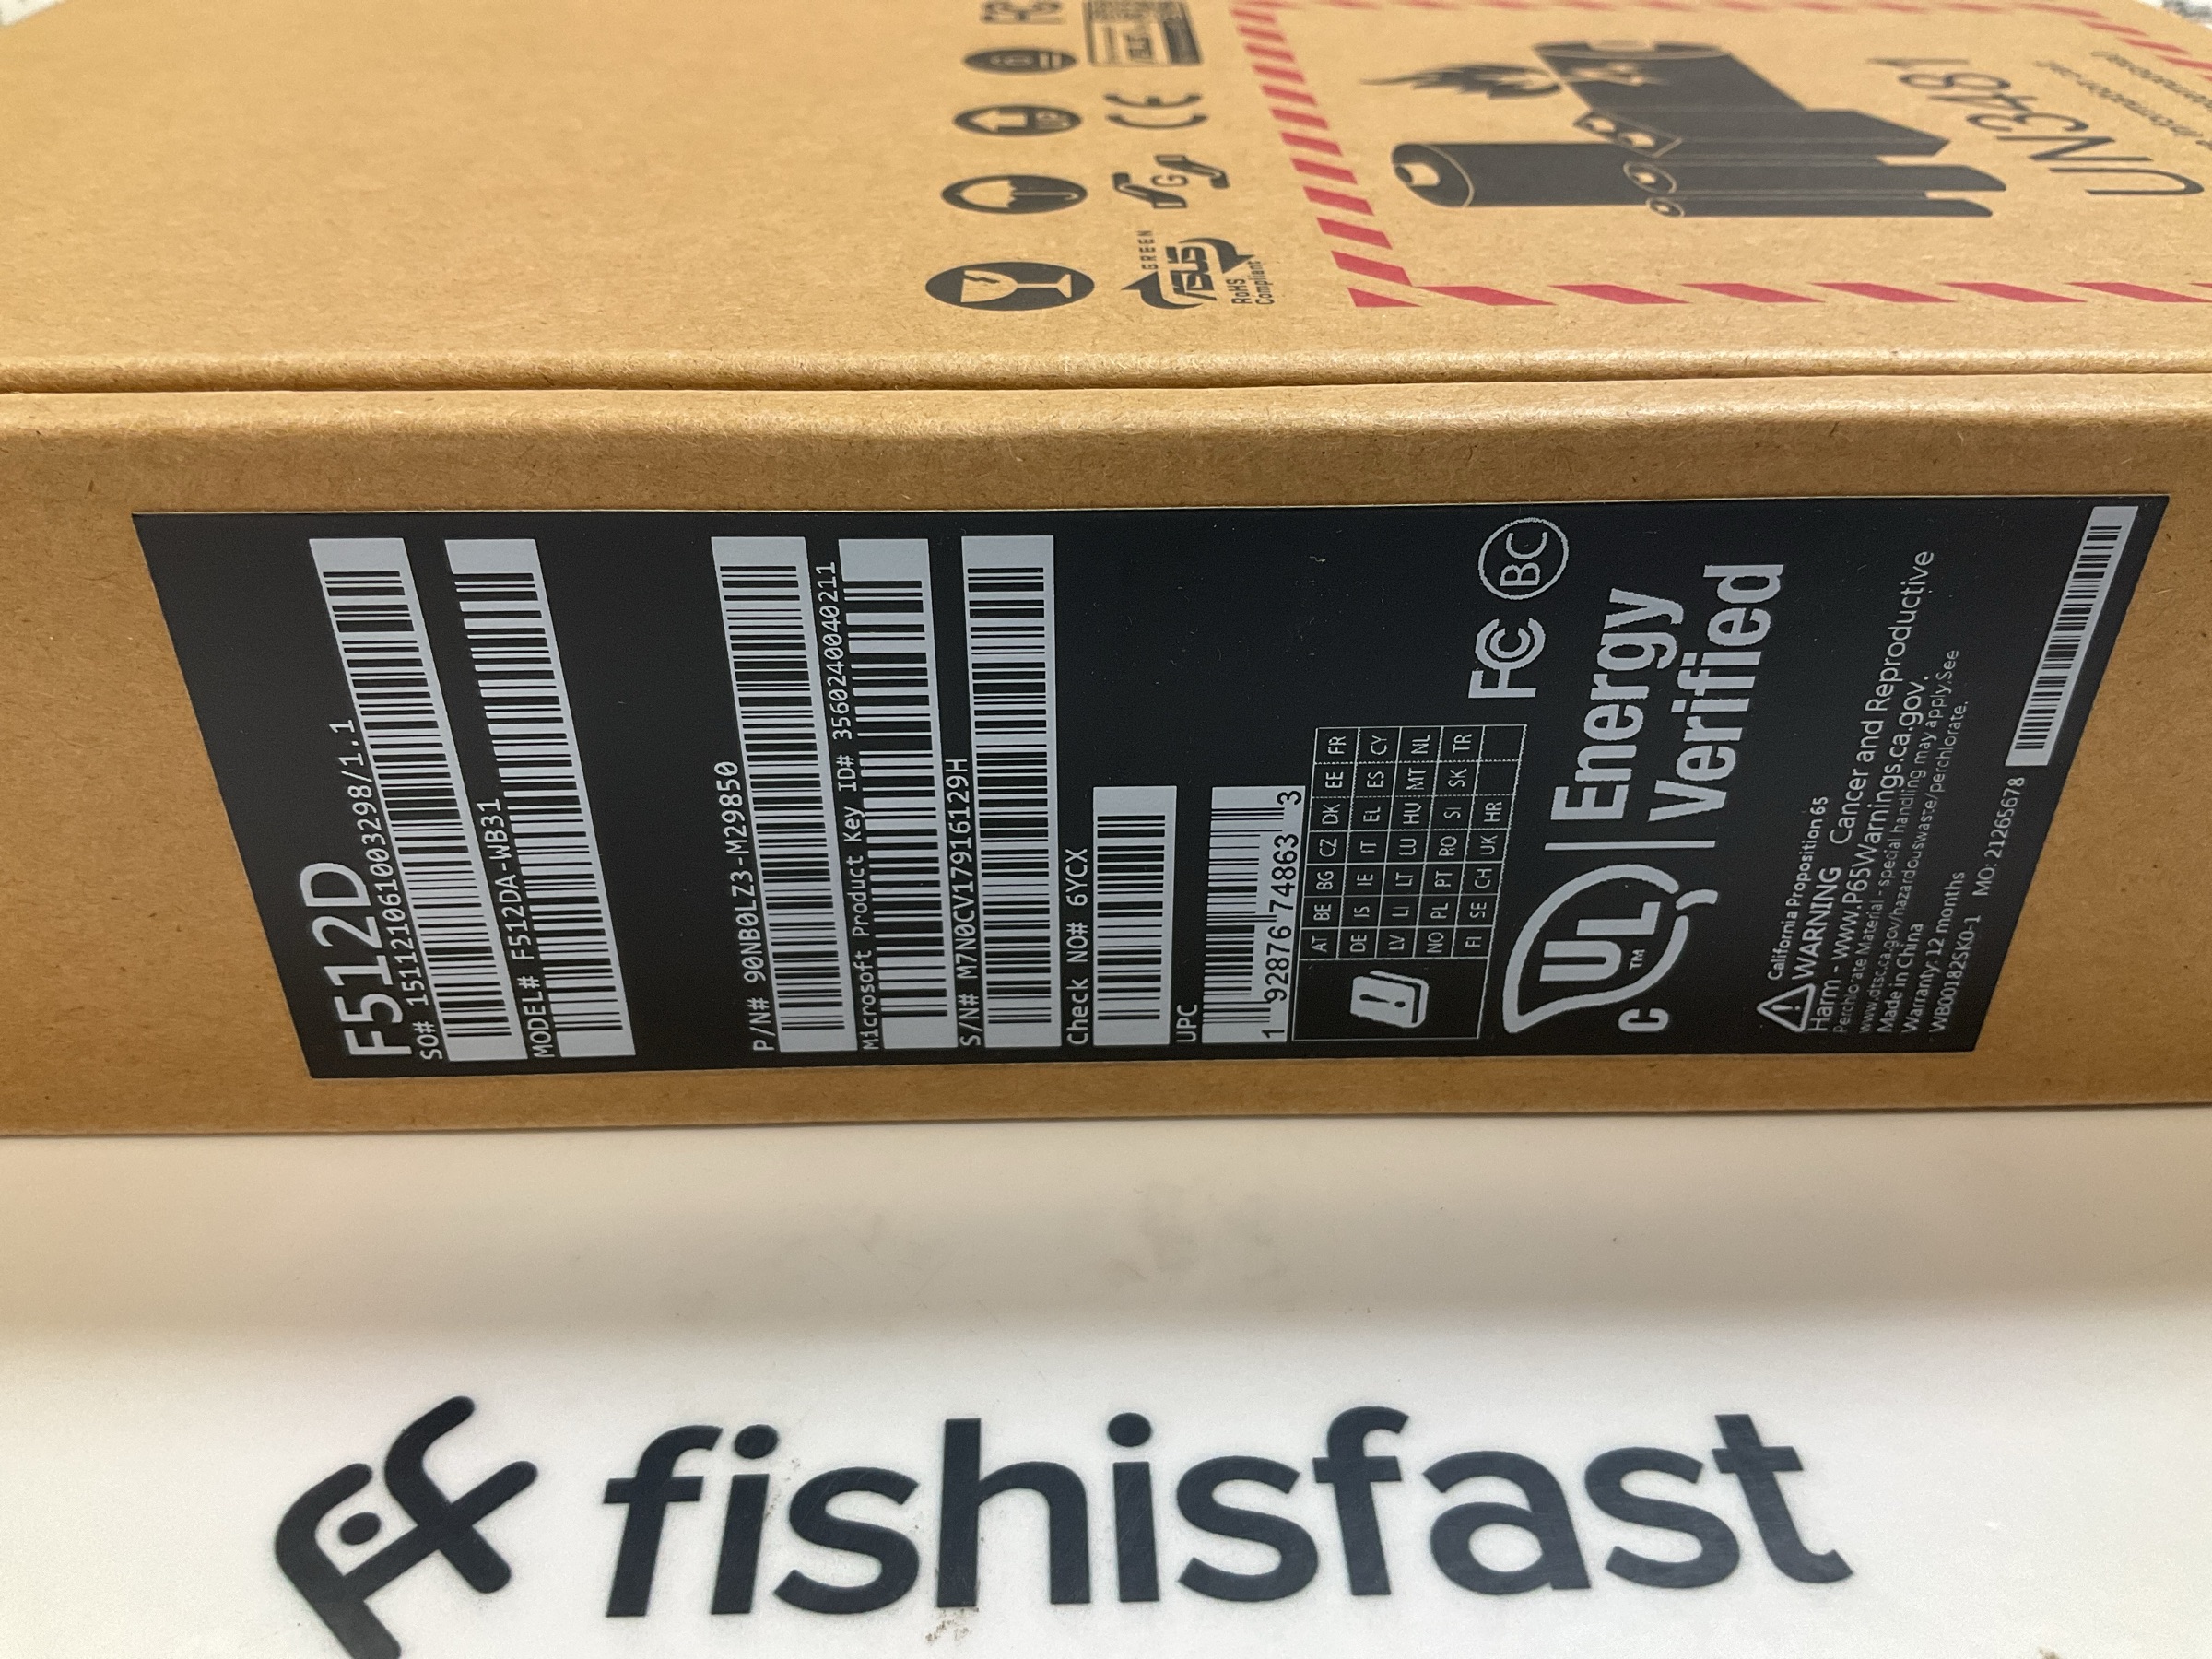 F512D
SO# 151121061003298/1.1
MODEL# F512DA-WB31
P/N# 90NB0LZ3-M29850
Microsoft Product Key ID# 3560240040211
S/N# M7N0CV17916129H
Check NO# 6YCX
UPC
1 92876 74863 3
AT BE BG CZ DK EE FR
DE IS IE IT EL ES CY
LV LI LT LU HU MT NL
NO PL PT RO SI SK TR
FI SE CH UK HR
FC BC
C UL TM Energy
Verified
California Proposition 65
WARNING Cancer and Reproductive
Harm - www.P65Warnings.ca.gov.
Perchlorate Material - special handling may apply.See
www.dtsc.ca.gov/hazardouswaste/perchlorate.
Made in China
Warranty: 12 months
WB00182SK0-1 MO: 21265678
GREEN
ASUS
RoHS
Compliant
G
CE
UN3481
fishisfast